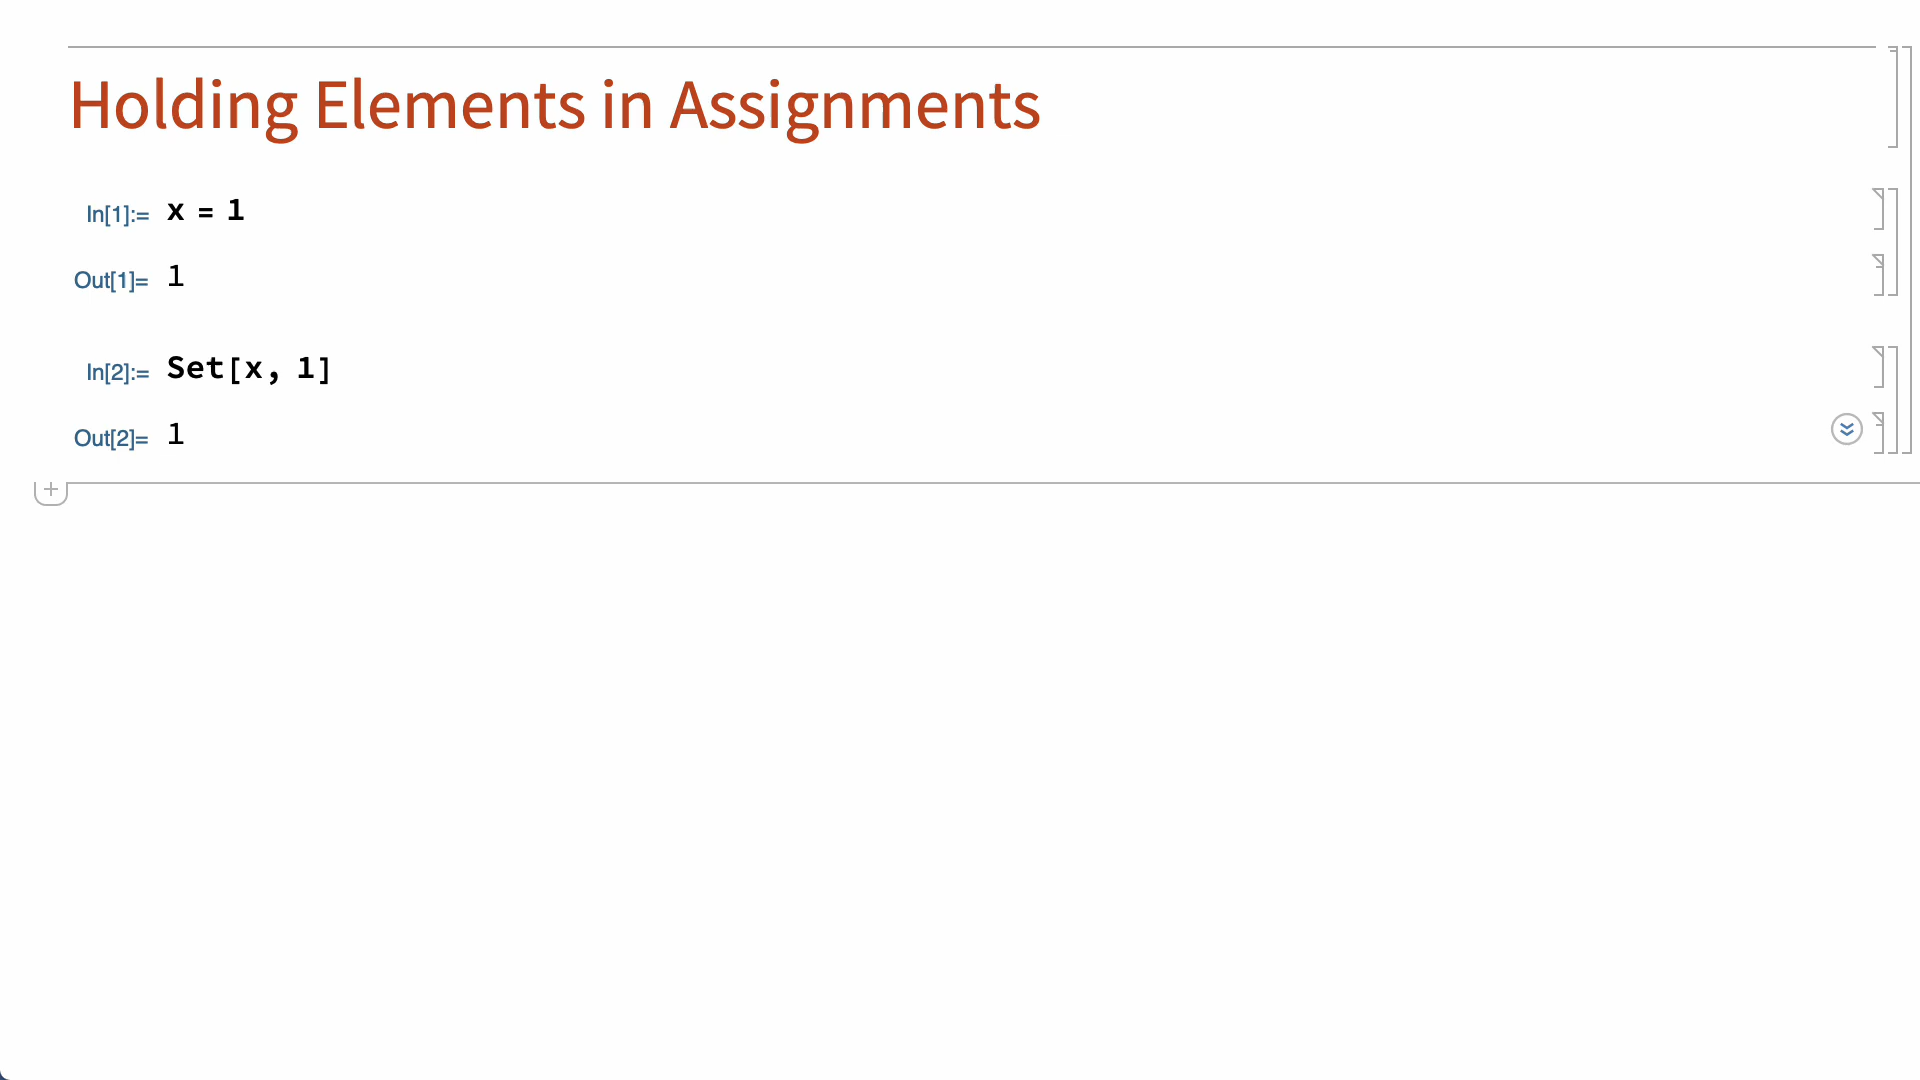 Holding Elements in Assignments
In[1]:= x = 1
Out[1]= 1
In[2]:= Set[x, 1]
Out[2]= 1